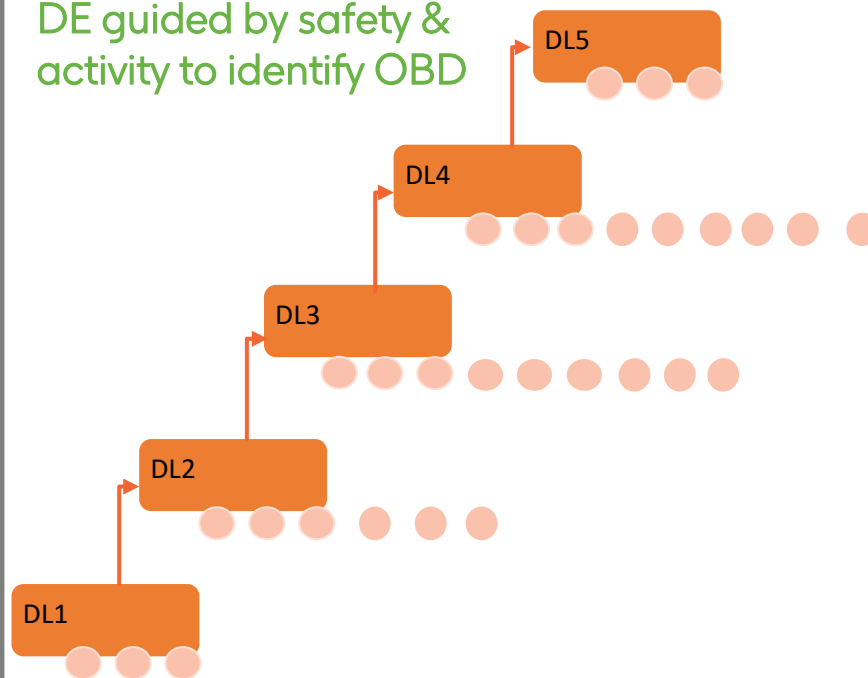 DE guided by safety &
activity to identify OBD
DL5
DL4
DL3
DL2
DL1